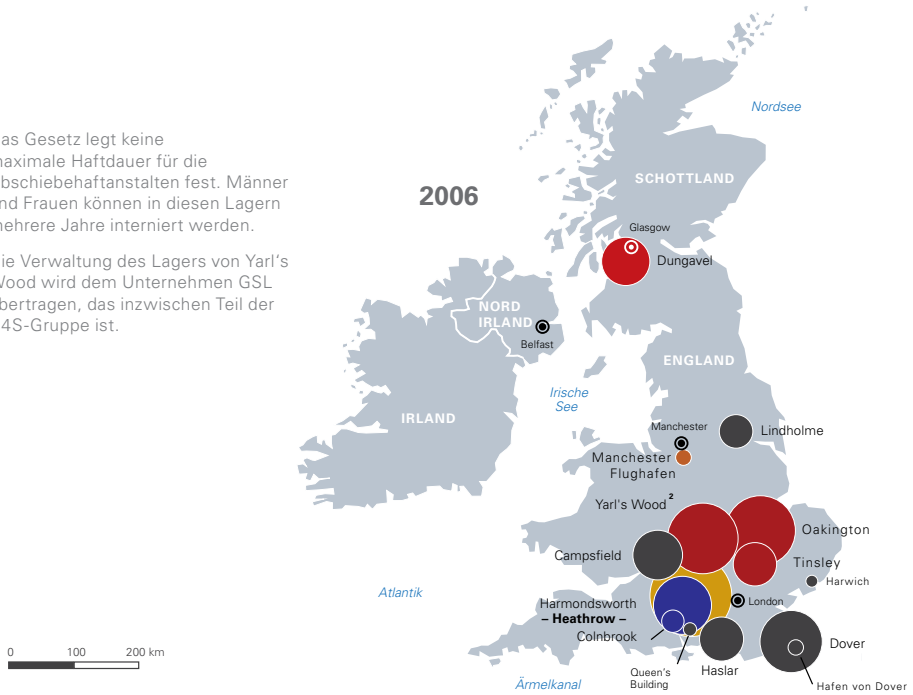 as Gesetz legt keine
naximale Haftdauer für die
bschiebehaftanstalten fest. Männer
nd Frauen können in diesen Lagern
nehrere Jahre interniert werden.
ie Verwaltung des Lagers von Yarl's
Wood wird dem Unternehmen GSL
bertragen, das inzwischen Teil der
4S-Gruppe ist.
2006
Nordsee
SCHOTTLAND
Glasgow
Dungavel
NORD
IRLAND
Belfast
ENGLAND
Irische
See
IRLAND
Manchester
Lindholme
Manchester
Flughafen
Yarl's Wood ²
Oakington
Campsfield
Tinsley
Harwich
Atlantik
Harmondsworth
– Heathrow –
Colnbrook
London
Dover
Queen's
Building
Haslar
Hafen von Dover
Ärmelkanal
0 100 200 km